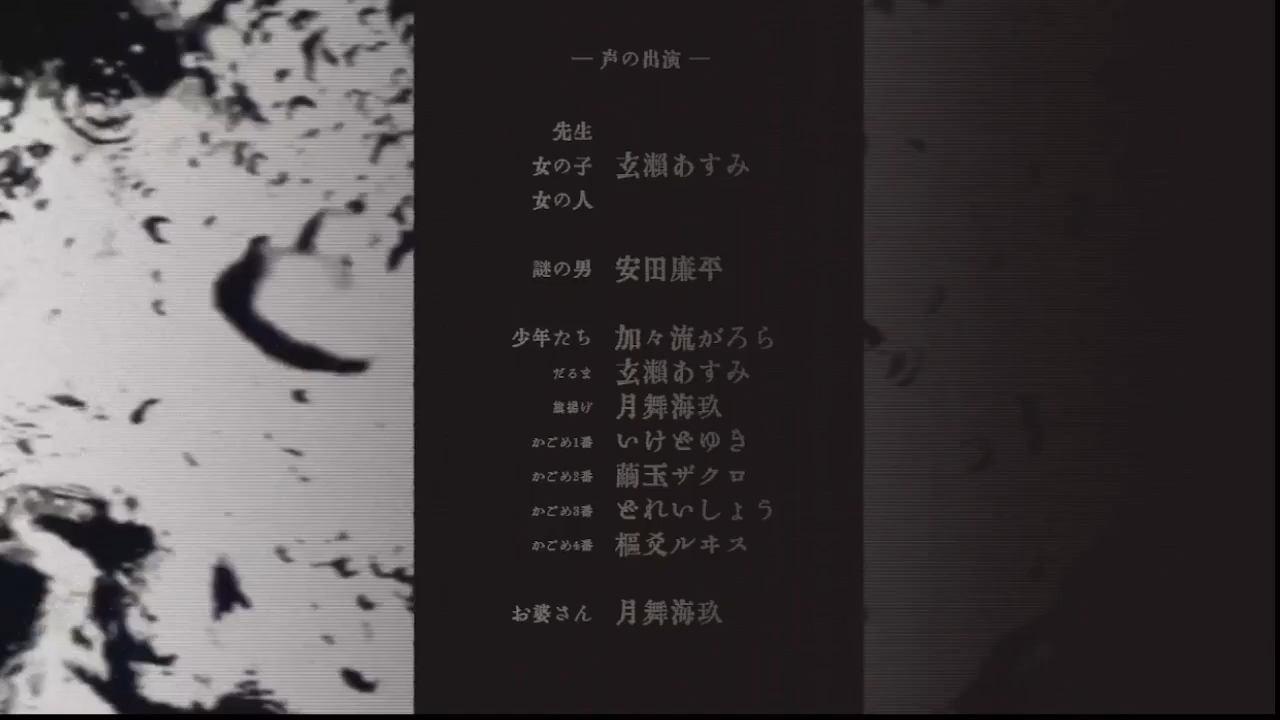 — 声の出演 —
先生
女の子 玄瀬あすみ
女の人
謎の男 安田廉平
少年たち 加々流がろら
だるま 玄瀬あすみ
旗揚げ 月舞海玖
かごめ1番 いけどゆき
かごめ2番 繭玉ザクロ
かごめ3番 どれいしょう
かごめ4番 樞爻ルヰス
お婆さん 月舞海玖